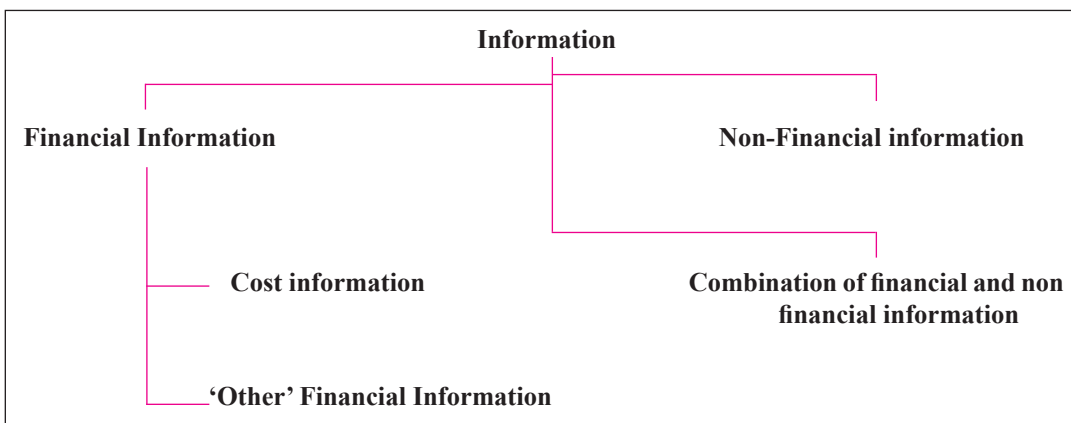 Information
Financial Information
Non-Financial information
Cost information
Combination of financial and non
financial information
‘Other’ Financial Information